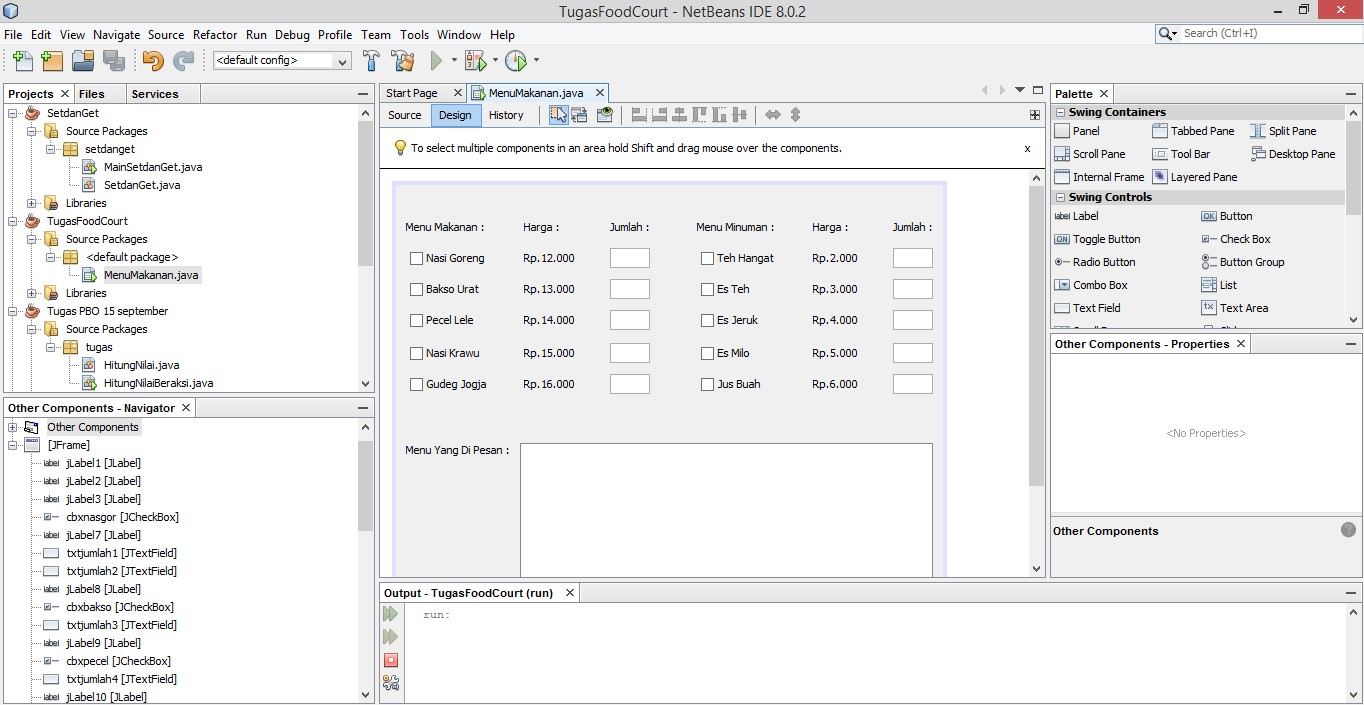 TugasFoodCourt - NetBeans IDE 8.0.2
File Edit View Navigate Source Refactor Run Debug Profile Team Tools Window Help
Search (Ctrl+I)
<default config>
Projects Files Services
SetdanGet
Source Packages
setdanget
MainSetdanGet.java
SetdanGet.java
Libraries
TugasFoodCourt
Source Packages
<default package>
MenuMakanan.java
Libraries
Tugas PBO 15 september
Source Packages
tugas
HitungNilai.java
HitungNilaiBeraksi.java
Other Components - Navigator
Other Components
[JFrame]
label jLabel1 [JLabel]
label jLabel2 [JLabel]
label jLabel3 [JLabel]
cbxnasgor [JCheckBox]
label jLabel7 [JLabel]
txtjumlah1 [JTextField]
txtjumlah2 [JTextField]
label jLabel8 [JLabel]
cbxbakso [JCheckBox]
txtjumlah3 [JTextField]
label jLabel9 [JLabel]
cbxpecel [JCheckBox]
txtjumlah4 [JTextField]
label jLabel10 [JLabel]
Start Page MenuMakanan.java
Source Design History
To select multiple components in an area hold Shift and drag mouse over the components. x
Menu Makanan : Harga : Jumlah : Menu Minuman : Harga : Jumlah :
Nasi Goreng Rp.12.000 Teh Hangat Rp.2.000
Bakso Urat Rp.13.000 Es Teh Rp.3.000
Pecel Lele Rp.14.000 Es Jeruk Rp.4.000
Nasi Krawu Rp.15.000 Es Milo Rp.5.000
Gudeg Jogja Rp.16.000 Jus Buah Rp.6.000
Menu Yang Di Pesan :
Output - TugasFoodCourt (run)
run:
Palette
Swing Containers
Panel Tabbed Pane Split Pane
Scroll Pane Tool Bar Desktop Pane
Internal Frame Layered Pane
Swing Controls
label Label OK Button
ON Toggle Button Check Box
Radio Button Button Group
Combo Box List
Text Field Text Area
Other Components - Properties
<No Properties>
Other Components